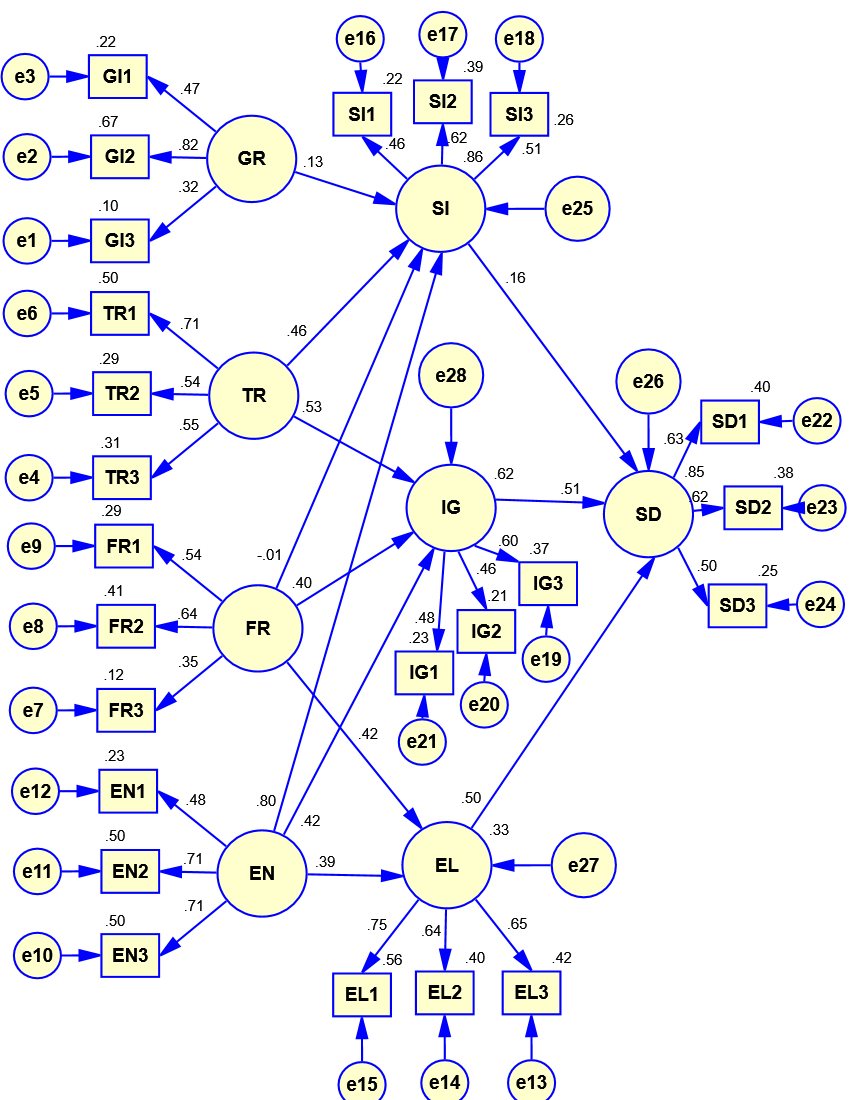 .22
e3
GI1
.47
.67
e2
GI2
.82
GR
.13
.32
.10
e1
GI3
e16
e17
e18
.22
.39
SI1
SI2
SI3
.26
.46
.62
.86
.51
SI
e25
.16
.50
e6
TR1
.71
.29
e5
TR2
.54
TR
.46
.53
.55
.31
e4
TR3
e28
e26
.40
SD1
e22
.63
.85
.38
IG
.62
.51
SD
.62
SD2
e23
.50
.25
SD3
e24
.29
e9
FR1
.54
-.01
.40
.41
e8
FR2
.64
FR
.35
.12
e7
FR3
.60
.37
IG3
.46
.21
IG2
.48
.23
IG1
e19
e20
e21
.42
.23
e12
EN1
.48
.80
.42
.50
.50
e11
EN2
.71
EN
.39
.71
.50
e10
EN3
.33
EL
e27
.75
.64
.65
.56
.40
.42
EL1
EL2
EL3
e15
e14
e13